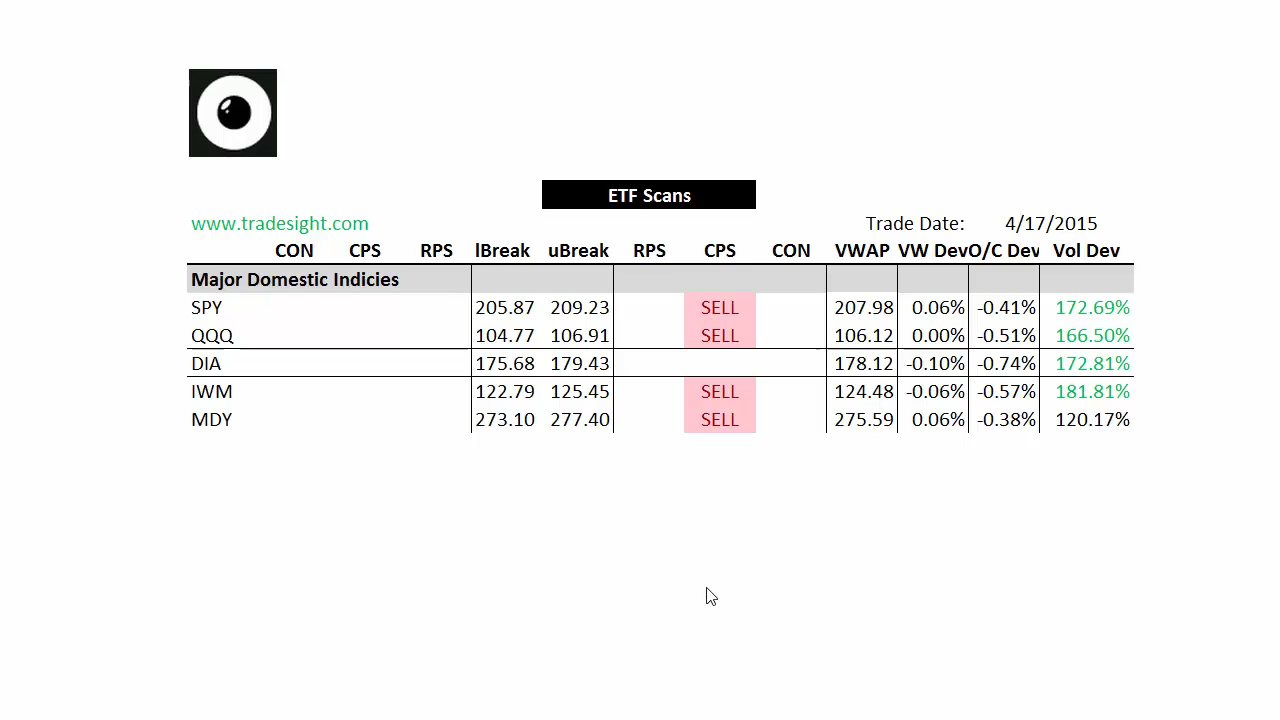 ETF Scans
www.tradesight.com Trade Date: 4/17/2015
CON CPS RPS lBreak uBreak RPS CPS CON VWAP VW Dev O/C Dev Vol Dev
Major Domestic Indicies
SPY 205.87 209.23 SELL 207.98 0.06% -0.41% 172.69%
QQQ 104.77 106.91 SELL 106.12 0.00% -0.51% 166.50%
DIA 175.68 179.43 178.12 -0.10% -0.74% 172.81%
IWM 122.79 125.45 SELL 124.48 -0.06% -0.57% 181.81%
MDY 273.10 277.40 SELL 275.59 0.06% -0.38% 120.17%